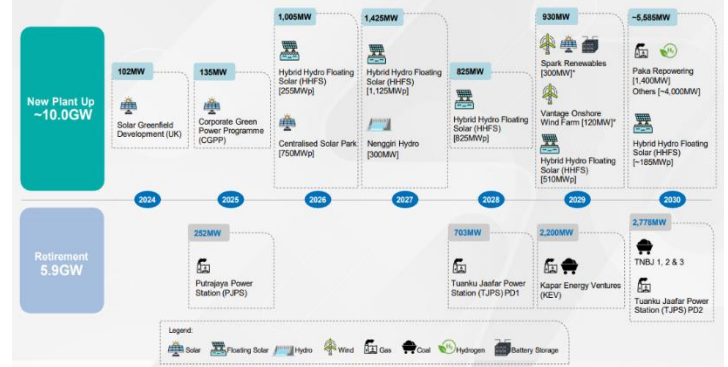 New Plant Up
~10.0GW
102MW
Solar Greenfield
Development (UK)
135MW
Corporate Green
Power Programme
(CGPP)
1,005MW
Hybrid Hydro Floating
Solar (HHFS)
[255MWp]
Centralised Solar Park
[750MWp]
1,425MW
Hybrid Hydro Floating
Solar (HHFS)
[1,125MWp]
Nenggiri Hydro
[300MW]
825MW
Hybrid Hydro Floating
Solar (HHFS)
[825MWp]
930MW
Spark Renewables
[300MW]*
Vantage Onshore
Wind Farm [120MW]*
Hybrid Hydro Floating
Solar (HHFS)
[510MWp]
~5,585MW
H₂
Paka Repowering
[1,400MW]
Others [~4,000MW]
Hybrid Hydro Floating
Solar (HHFS)
[~185MWp]
2024
2025
2026
2027
2028
2029
2030
Retirement
5.9GW
252MW
Putrajaya Power
Station (PJPS)
703MW
Tuanku Jaafar Power
Station (TJPS) PD1
2,200MW
Kapar Energy Ventures
(KEV)
2,778MW
TNBJ 1, 2 & 3
Tuanku Jaafar Power
Station (TJPS) PD2
Legend:
Solar
Floating Solar
Hydro
Wind
Gas
Coal
Hydrogen
Battery Storage